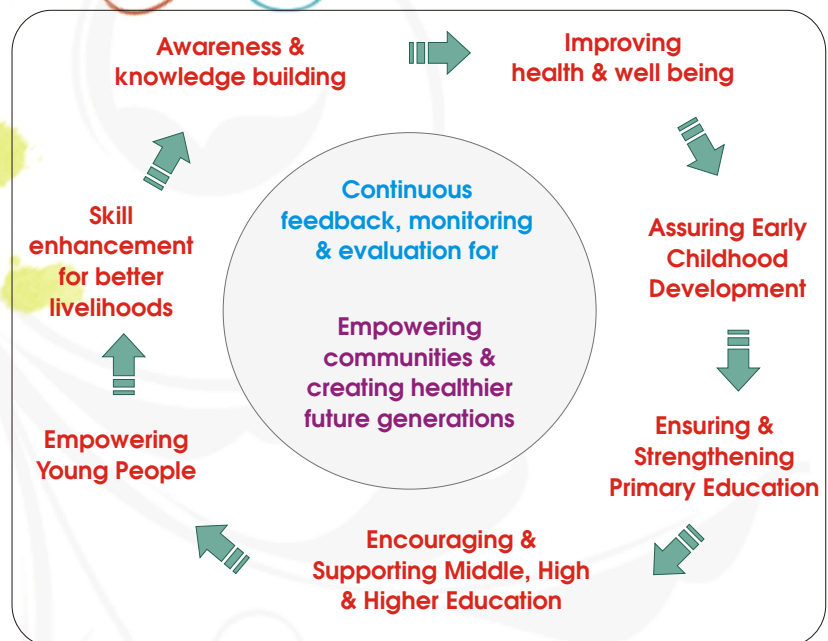 Awareness &
knowledge building
Improving
health & well being
Assuring Early
Childhood
Development
Ensuring &
Strengthening
Primary Education
Encouraging &
Supporting Middle, High
& Higher Education
Empowering
Young People
Skill
enhancement
for better
livelihoods
Continuous
feedback, monitoring
& evaluation for
Empowering
communities &
creating healthier
future generations